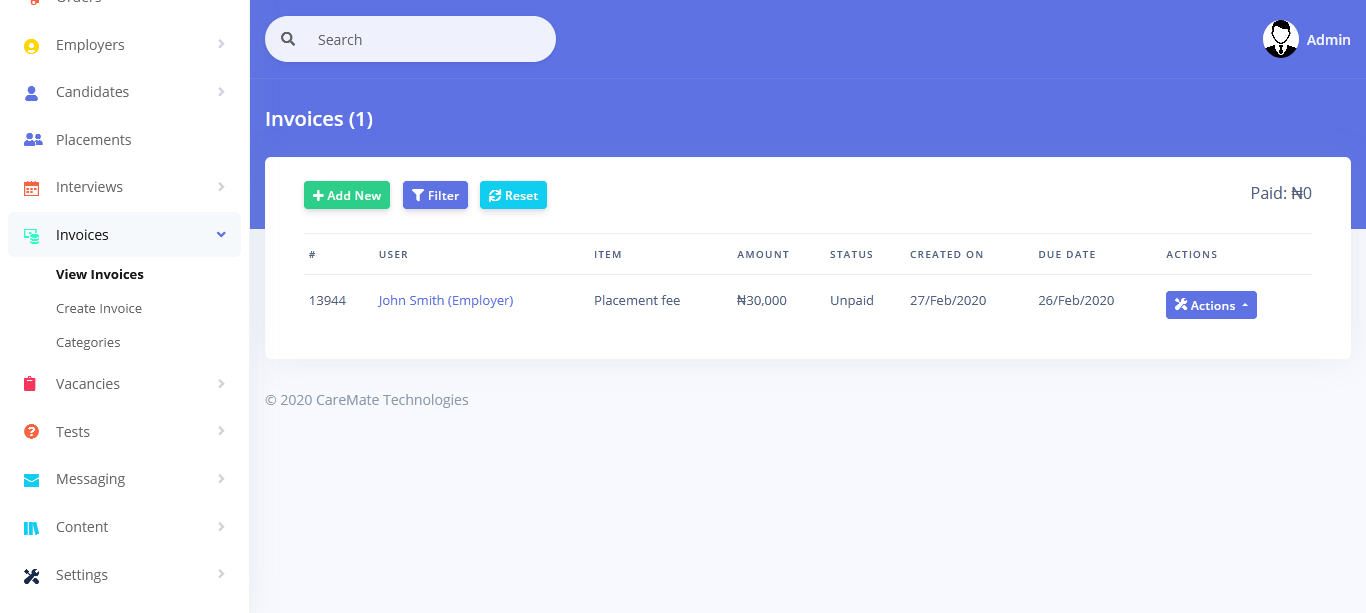 Orders
Employers
Candidates
Placements
Interviews
Invoices
View Invoices
Create Invoice
Categories
Vacancies
Tests
Messaging
Content
Settings
Search
Admin
Invoices (1)
Add New Filter Reset Paid: ₦0
# USER ITEM AMOUNT STATUS CREATED ON DUE DATE ACTIONS
13944 John Smith (Employer) Placement fee ₦30,000 Unpaid 27/Feb/2020 26/Feb/2020 Actions
© 2020 CareMate Technologies